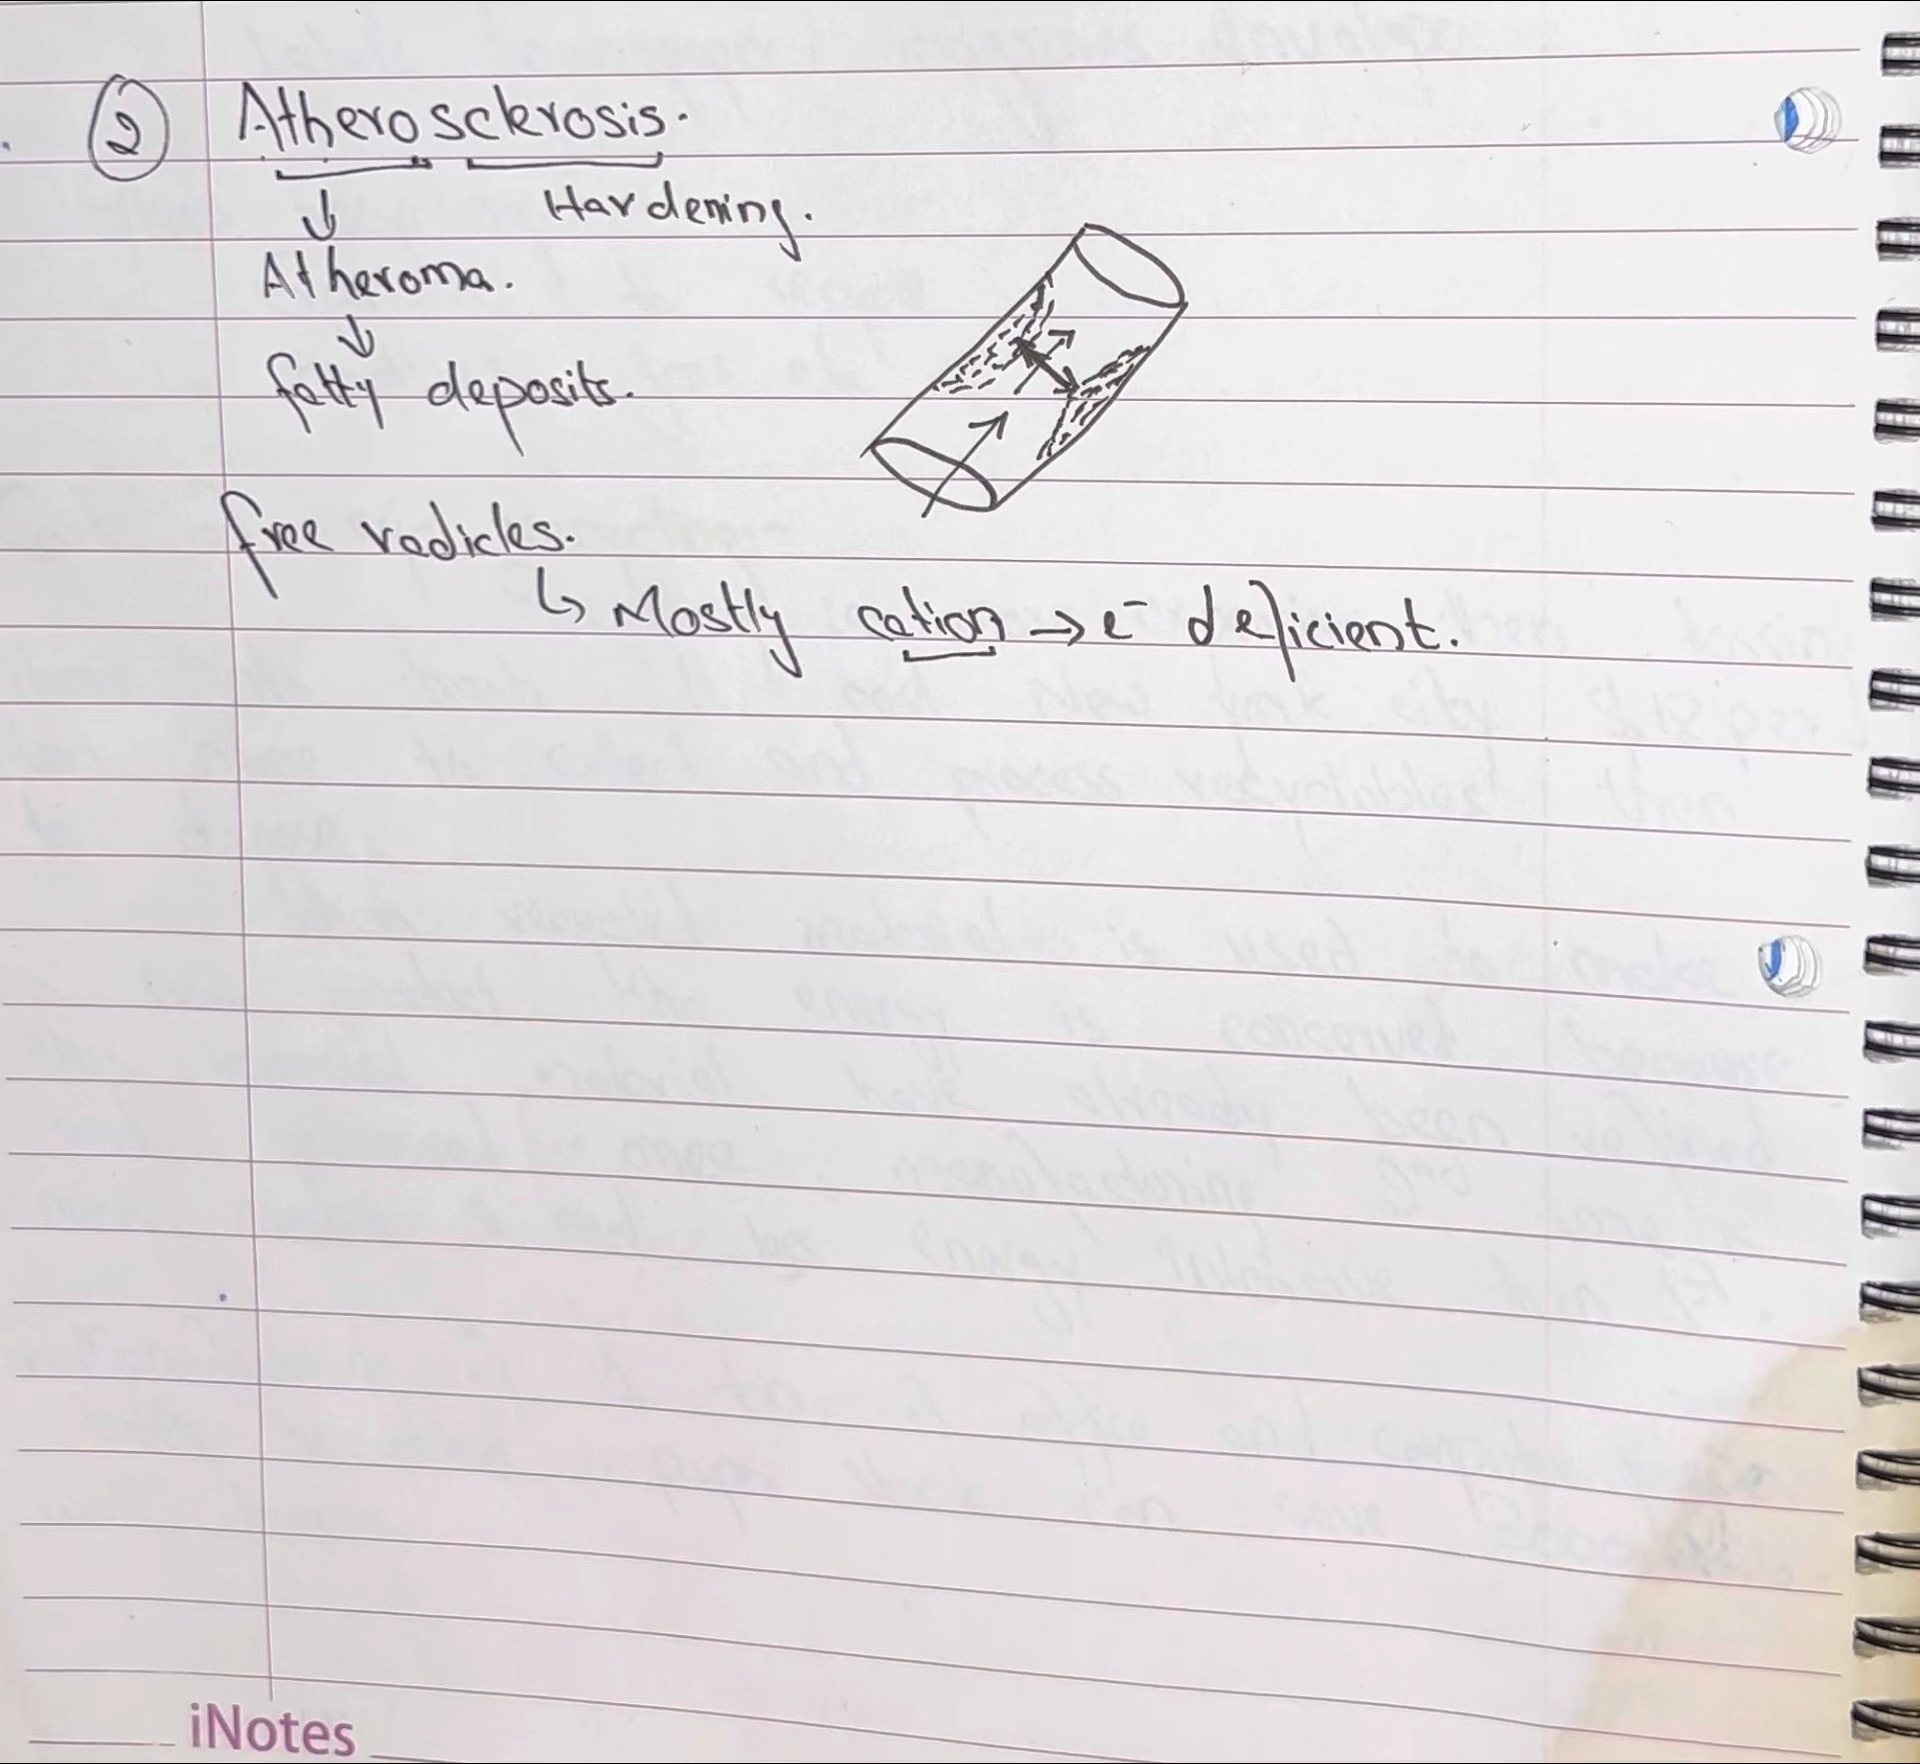 2 Atherosclerosis.
↓ Hardening.
Atheroma.
↓
fatty deposits.
free radicles.
↳ Mostly cation → e⁻ deficient.
iNotes